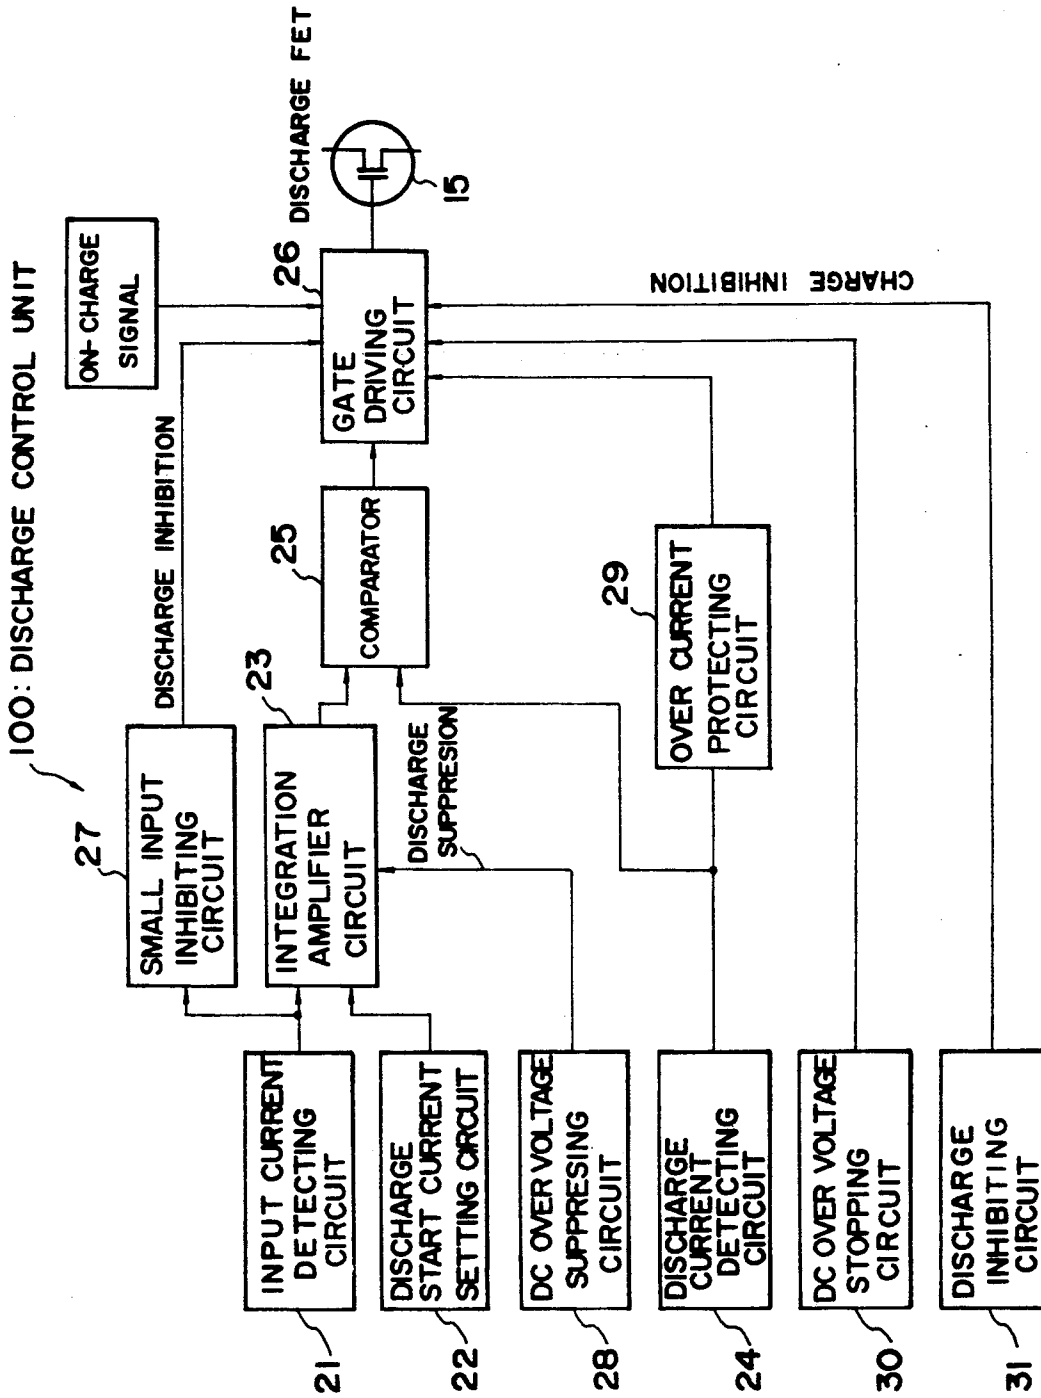 100: DISCHARGE CONTROL UNIT
21
INPUT CURRENT
DETECTING
CIRCUIT
22
DISCHARGE
START CURRENT
SETTING CIRCUIT
28
DC OVER VOLTAGE
SUPPRESING
CIRCUIT
24
DISCHARGE
CURRENT
DETECTING
CIRCUIT
30
DC OVER VOLTAGE
STOPPING
CIRCUIT
31
DISCHARGE
INHIBITING
CIRCUIT
27
SMALL INPUT
INHIBITING
CIRCUIT
23
INTEGRATION
AMPLIFIER
CIRCUIT
DISCHARGE
SUPPRESION
DISCHARGE INHIBITION
25
COMPARATOR
29
OVER CURRENT
PROTECTING
CIRCUIT
ON-CHARGE
SIGNAL
26
GATE
DRIVING
CIRCUIT
CHARGE INHIBITION
DISCHARGE FET
15